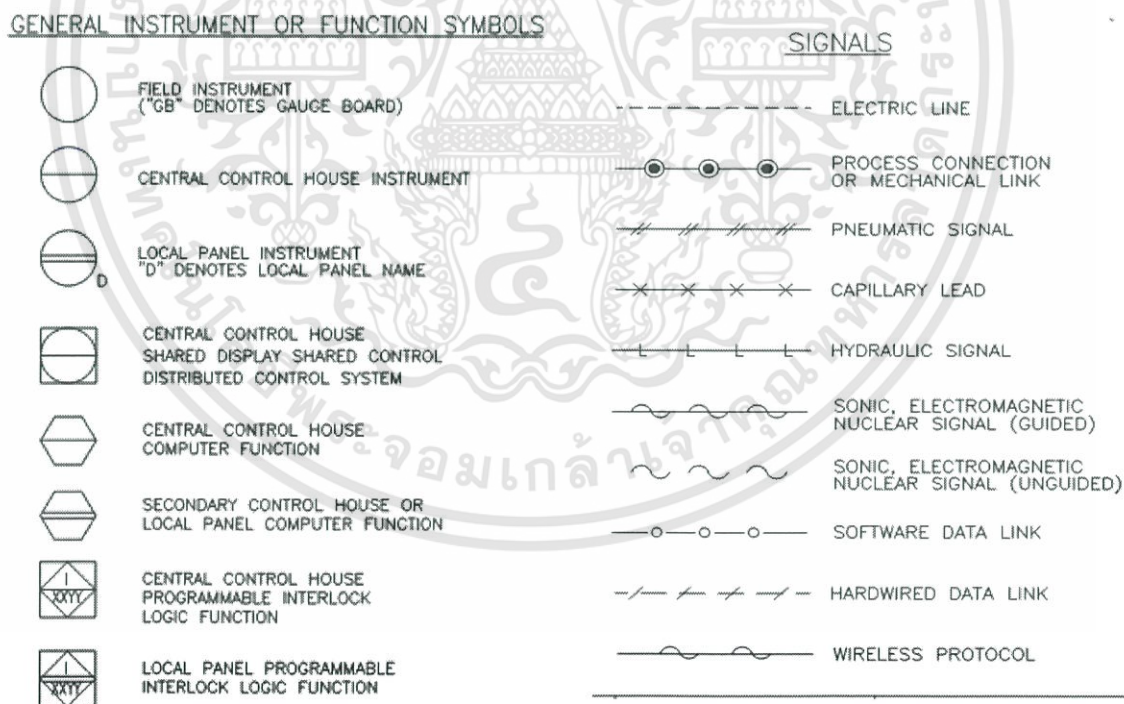 GENERAL INSTRUMENT OR FUNCTION SYMBOLS
FIELD INSTRUMENT
("GB" DENOTES GAUGE BOARD)
CENTRAL CONTROL HOUSE INSTRUMENT
LOCAL PANEL INSTRUMENT
"D" DENOTES LOCAL PANEL NAME
D
CENTRAL CONTROL HOUSE
SHARED DISPLAY SHARED CONTROL
DISTRIBUTED CONTROL SYSTEM
CENTRAL CONTROL HOUSE
COMPUTER FUNCTION
SECONDARY CONTROL HOUSE OR
LOCAL PANEL COMPUTER FUNCTION
I
XXYY
CENTRAL CONTROL HOUSE
PROGRAMMABLE INTERLOCK
LOGIC FUNCTION
I
XXYY
LOCAL PANEL PROGRAMMABLE
INTERLOCK LOGIC FUNCTION
SIGNALS
ELECTRIC LINE
PROCESS CONNECTION
OR MECHANICAL LINK
PNEUMATIC SIGNAL
CAPILLARY LEAD
L L L L
HYDRAULIC SIGNAL
SONIC, ELECTROMAGNETIC
NUCLEAR SIGNAL (GUIDED)
SONIC, ELECTROMAGNETIC
NUCLEAR SIGNAL (UNGUIDED)
SOFTWARE DATA LINK
HARDWIRED DATA LINK
WIRELESS PROTOCOL